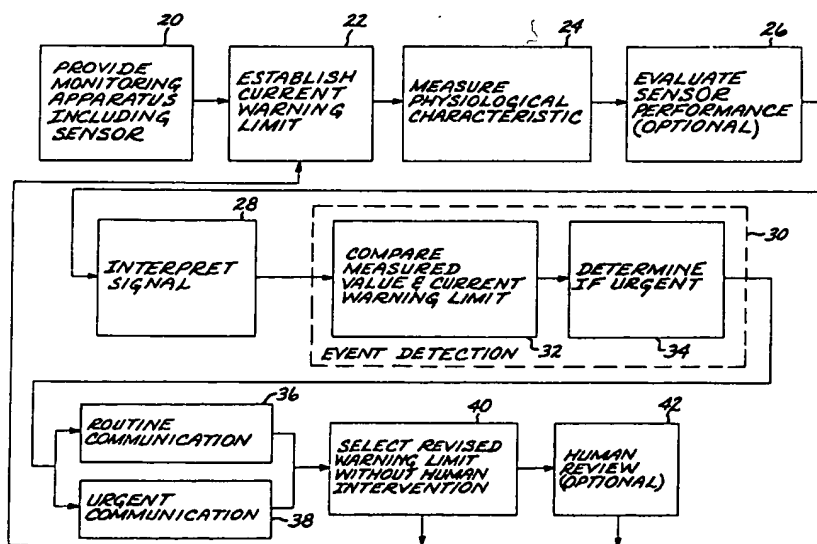 20
PROVIDE
MONITORING
APPARATUS
INCLUDING
SENSOR
22
ESTABLISH
CURRENT
WARNING
LIMIT
24
MEASURE
PHYSIOLOGICAL
CHARACTERISTIC
26
EVALUATE
SENSOR
PERFORMANCE
(OPTIONAL)
28
INTERPRET
SIGNAL
30
COMPARE
MEASURED
VALUE & CURRENT
WARNING LIMIT
32
DETERMINE
IF URGENT
34
EVENT DETECTION
36
ROUTINE
COMMUNICATION
URGENT
COMMUNICATION
38
40
SELECT REVISED
WARNING LIMIT
WITHOUT HUMAN
INTERVENTION
42
HUMAN
REVIEW
(OPTIONAL)